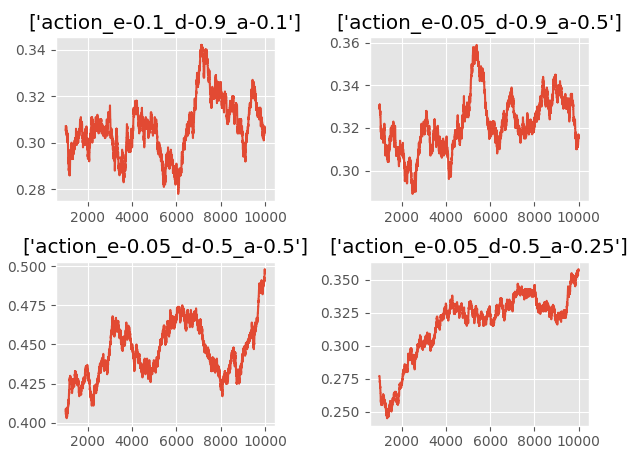 ['action_e-0.1_d-0.9_a-0.1']
0.34
0.32
0.30
0.28
2000 4000 6000 8000 10000
['action_e-0.05_d-0.9_a-0.5']
0.36
0.34
0.32
0.30
2000 4000 6000 8000 10000
['action_e-0.05_d-0.5_a-0.5']
0.500
0.475
0.450
0.425
0.400
2000 4000 6000 8000 10000
['action_e-0.05_d-0.5_a-0.25']
0.350
0.325
0.300
0.275
0.250
2000 4000 6000 8000 10000